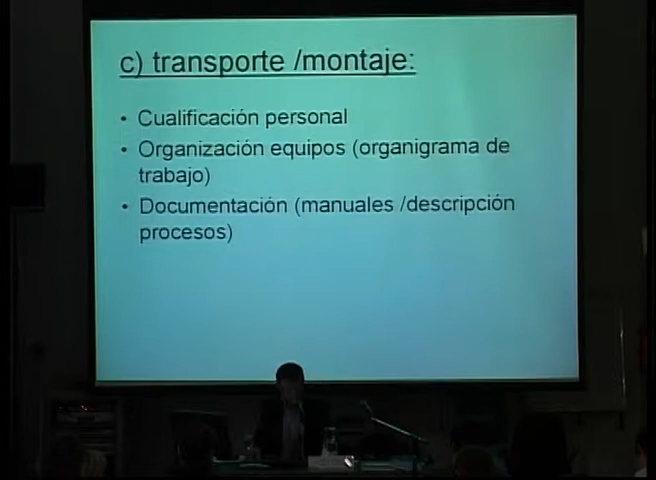 c) transporte /montaje:
• Cualificación personal
• Organización equipos (organigrama de
trabajo)
• Documentación (manuales /descripción
procesos)